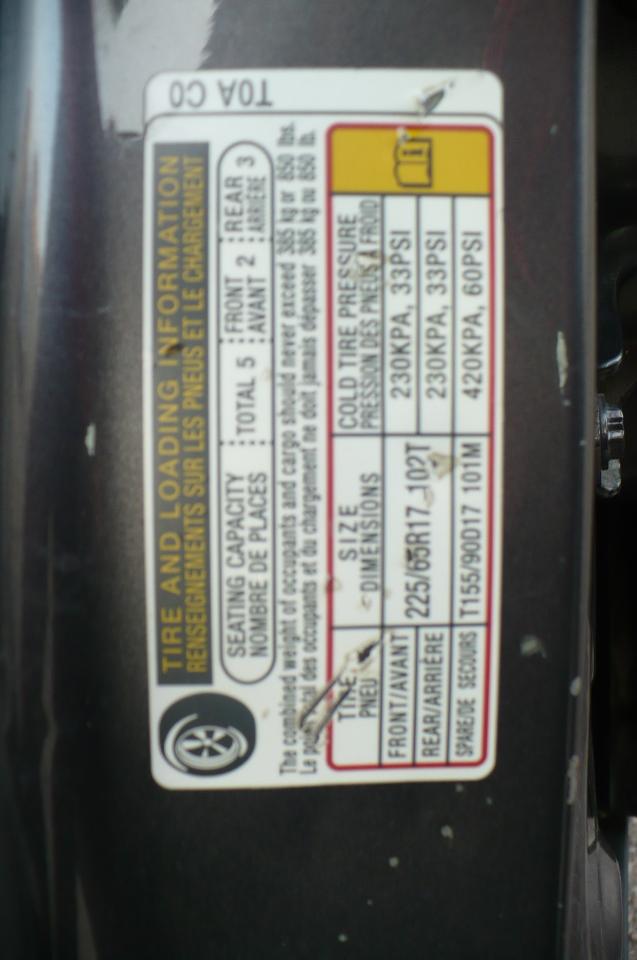 T0A C0
TIRE AND LOADING INFORMATION
RENSEIGNEMENTS SUR LES PNEUS ET LE CHARGEMENT
SEATING CAPACITY TOTAL 5 FRONT 2 REAR 3
NOMBRE DE PLACES AVANT ARRIÈRE
The combined weight of occupants and cargo should never exceed 385 kg or 850 lbs.
Le total des occupants et du chargement ne doit jamais dépasser 385 kg ou 850 lb.
TIRE SIZE COLD TIRE PRESSURE
PNEU DIMENSIONS PRESSION DES PNEUS À FROID
FRONT/AVANT 225/65R17 102T 230KPA, 33PSI
REAR/ARRIÈRE 230KPA, 33PSI
SPARE/DE SECOURS T155/90D17 101M 420KPA, 60PSI